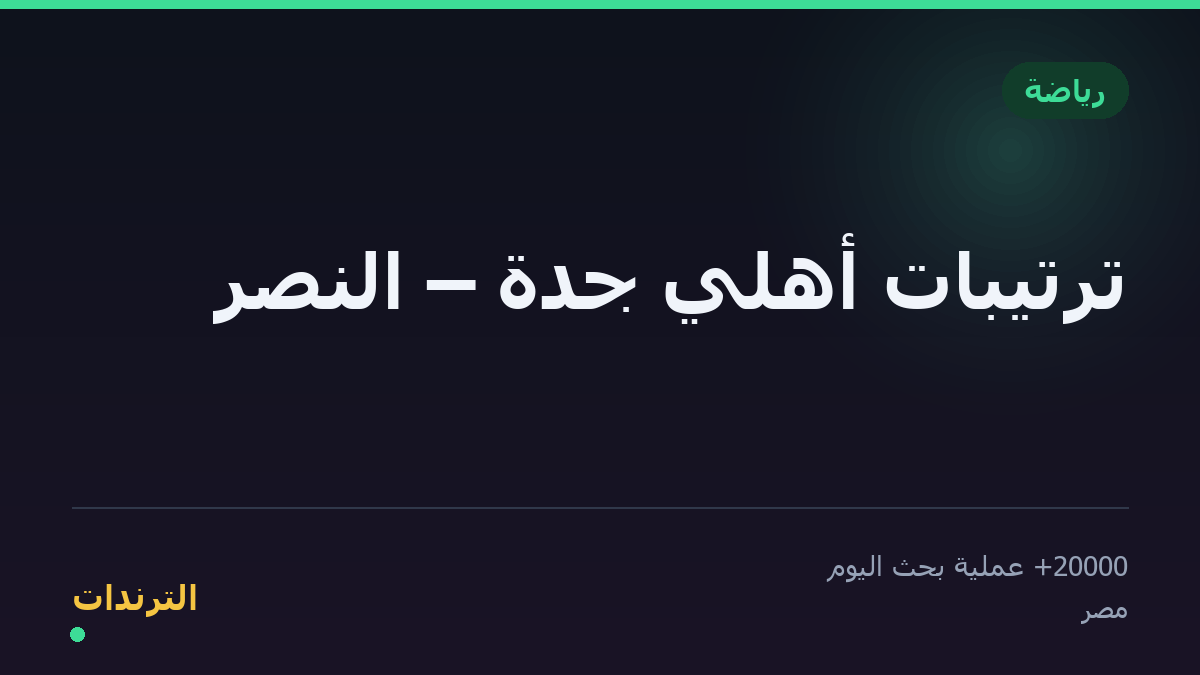 رياضة
ترتيبات أهلي جدة – النصر
20000+ عملية بحث اليوم
مصر
الترندات